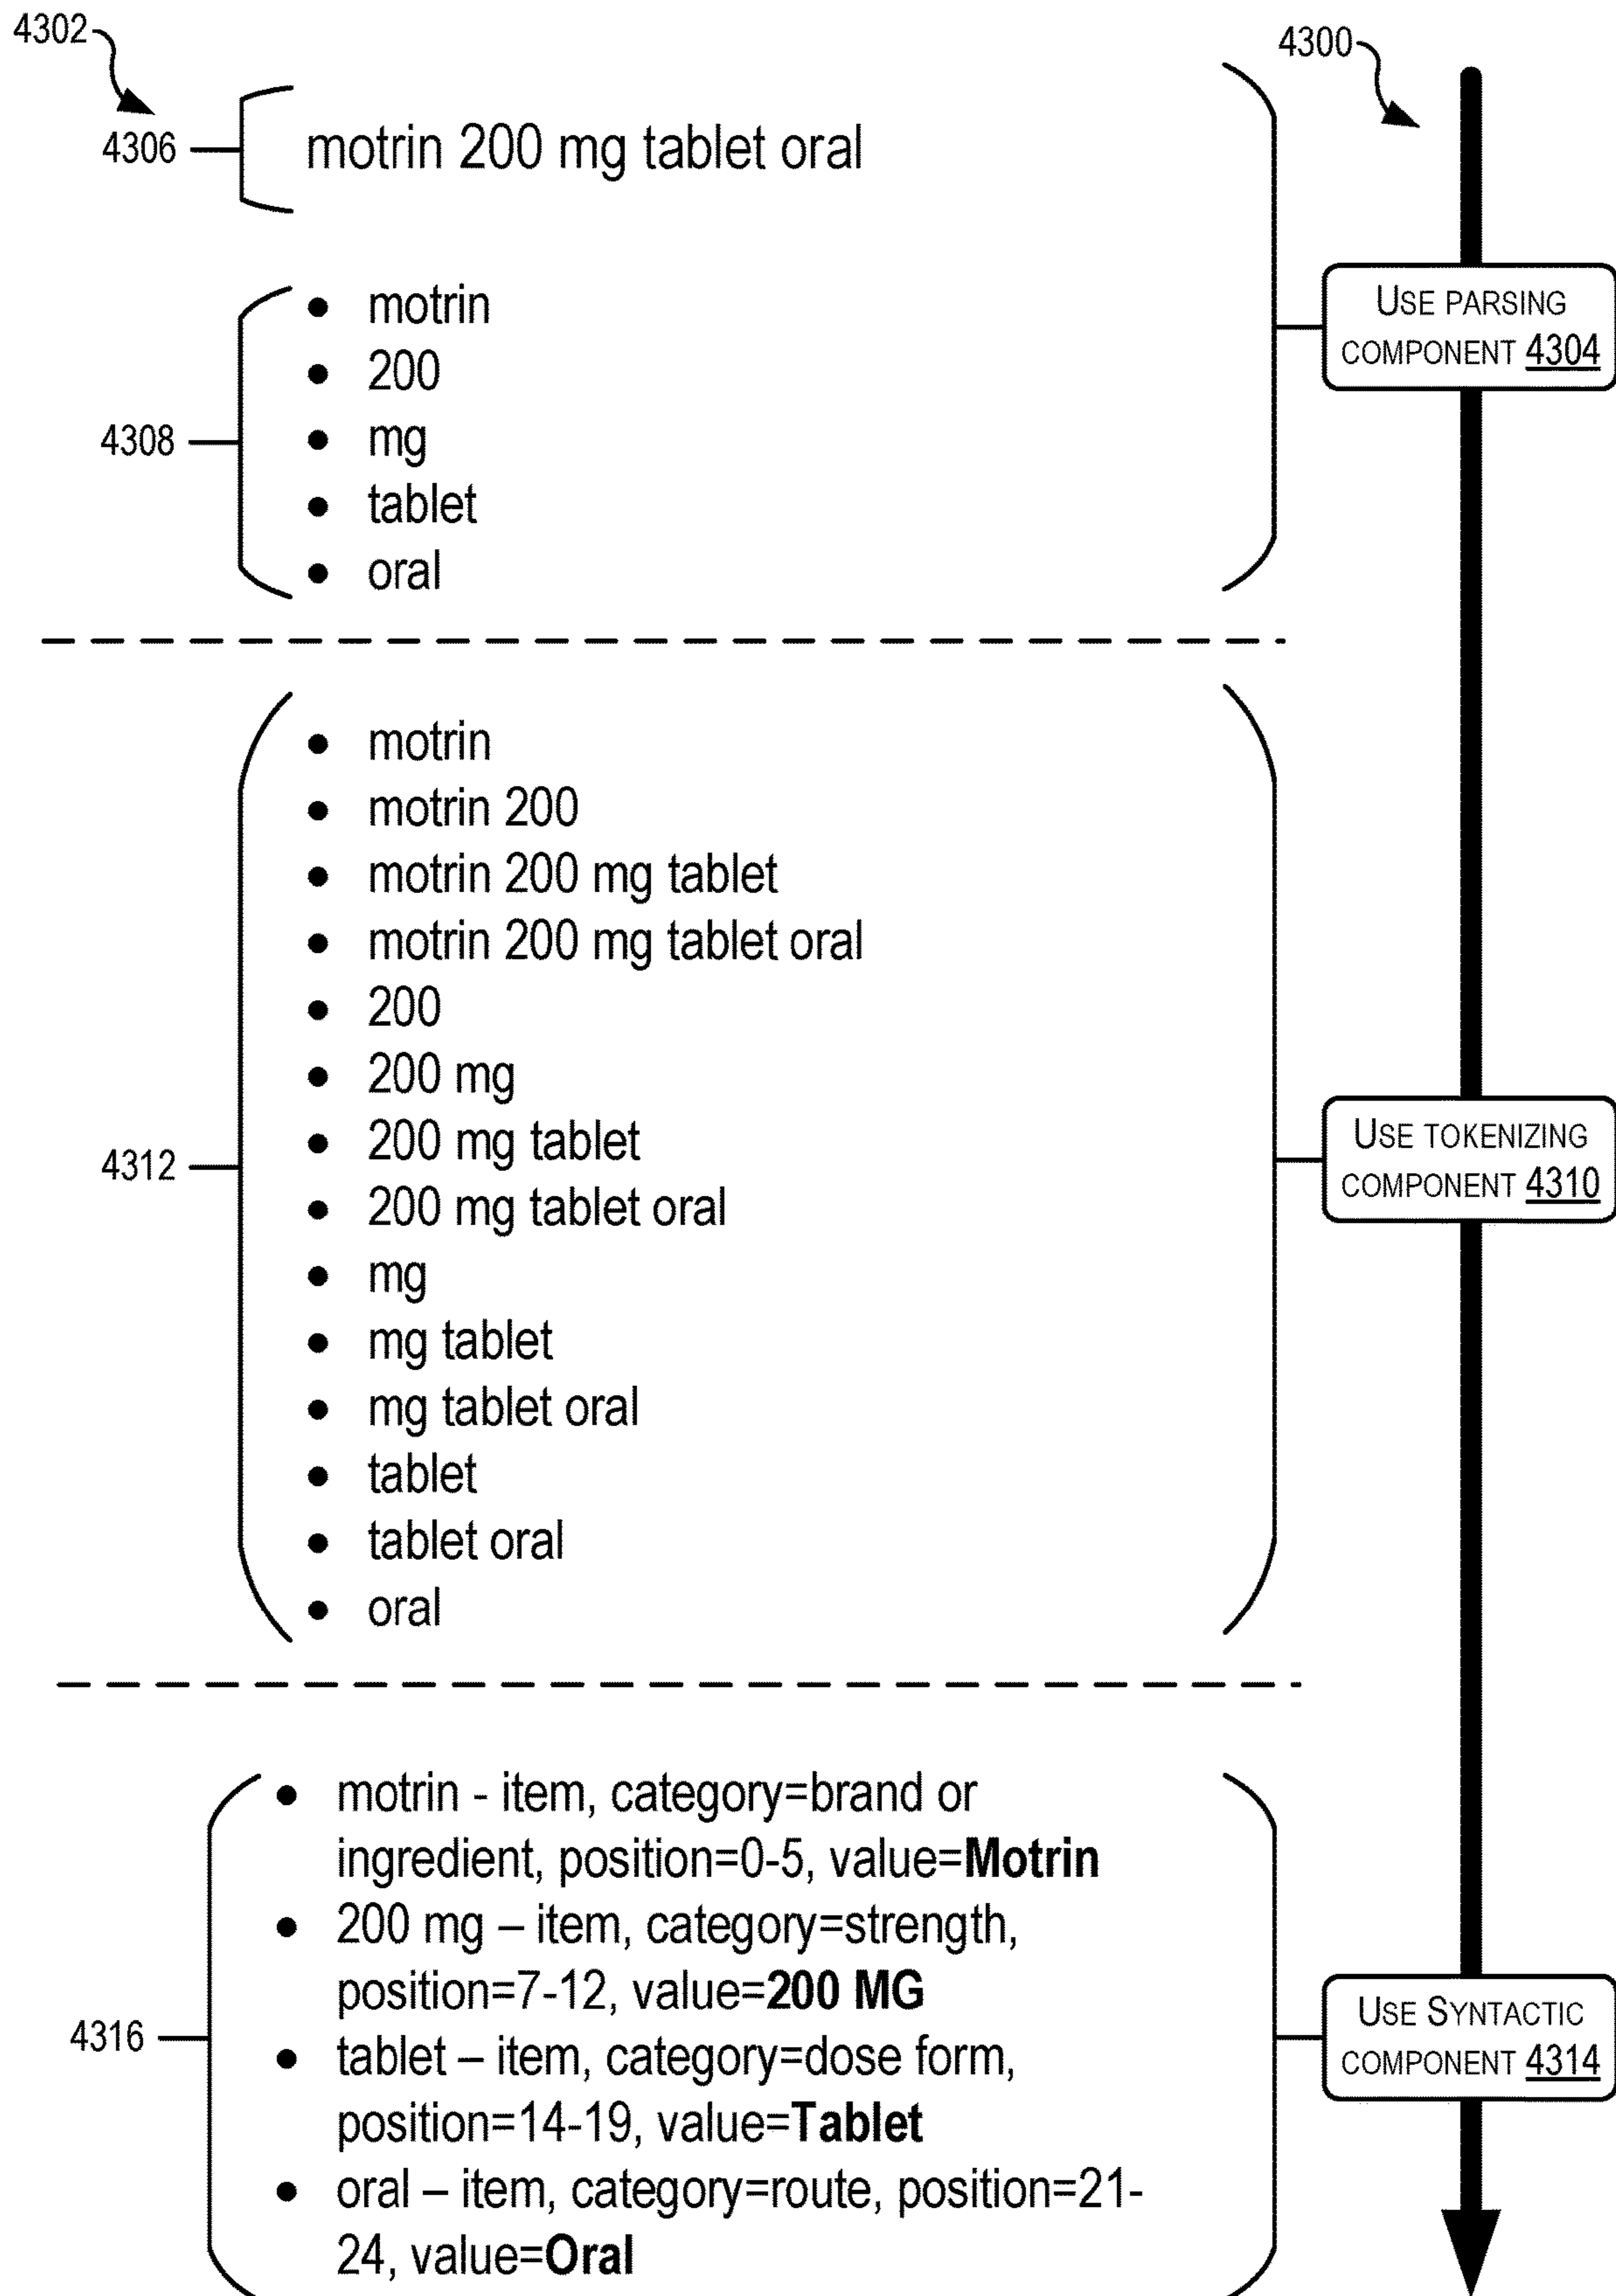 4302
4300
4306
motrin 200 mg tablet oral
• motrin
• 200
USE PARSING
COMPONENT 4304
4308
• mg
• tablet
• oral
• motrin
• motrin 200
• motrin 200 mg tablet
• motrin 200 mg tablet oral
• 200
• 200 mg
• 200 mg tablet
• 200 mg tablet oral
4312
USE TOKENIZING
COMPONENT 4310
• mg
• mg tablet
• mg tablet oral
• tablet
• tablet oral
• oral
• motrin - item, category=brand or
ingredient, position=0-5, value=Motrin
• 200 mg – item, category=strength,
position=7-12, value=200 MG
4316
• tablet – item, category=dose form,
position=14-19, value=Tablet
• oral – item, category=route, position=21-
24, value=Oral
USE SYNTACTIC
COMPONENT 4314